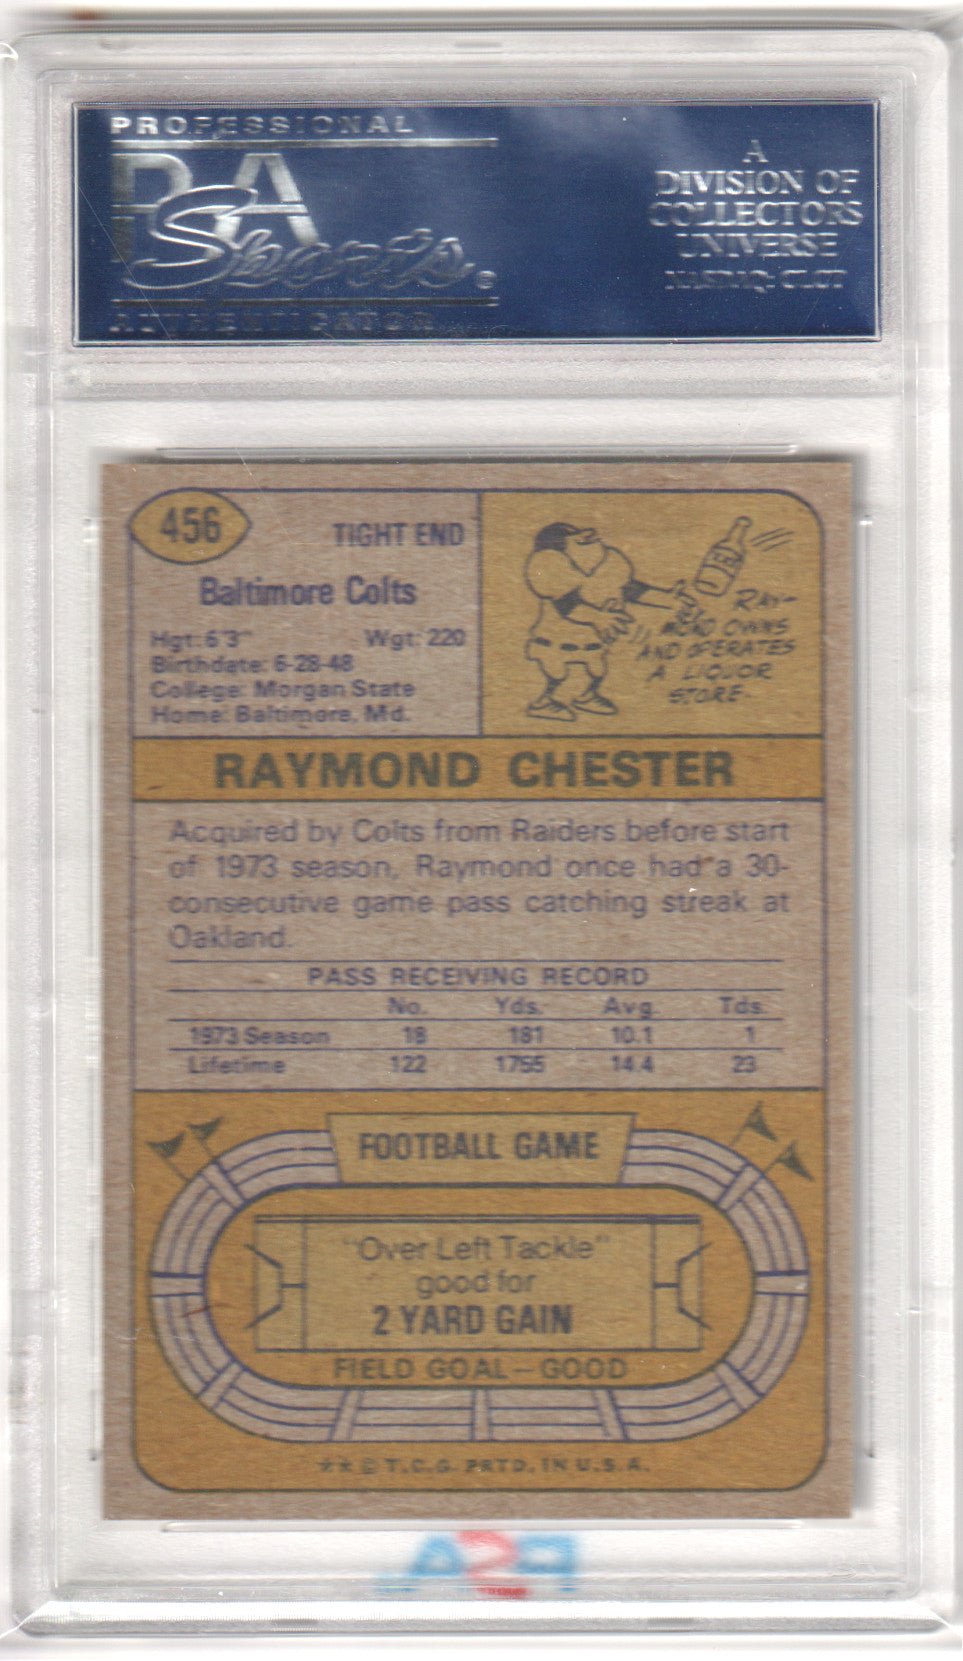 PROFESSIONAL
PSA
Sports
AUTHENTICATOR
A
DIVISION OF
COLLECTORS
UNIVERSE
NASDAQ: CLCT
456
TIGHT END
Baltimore Colts
Hgt: 6'3" Wgt: 220
Birthdate: 6-28-48
College: Morgan State
Home: Baltimore, Md.
RAY-
MOND OWNS
AND OPERATES
A LIQUOR
STORE.
RAYMOND CHESTER
Acquired by Colts from Raiders before start
of 1973 season, Raymond once had a 30-
consecutive game pass catching streak at
Oakland.
PASS RECEIVING RECORD
No. Yds. Avg. Tds.
1973 Season 18 181 10.1 1
Lifetime 122 1755 14.4 23
FOOTBALL GAME
"Over Left Tackle"
good for
2 YARD GAIN
FIELD GOAL—GOOD
** © T.C.G. PRTD. IN U.S.A.
PSA